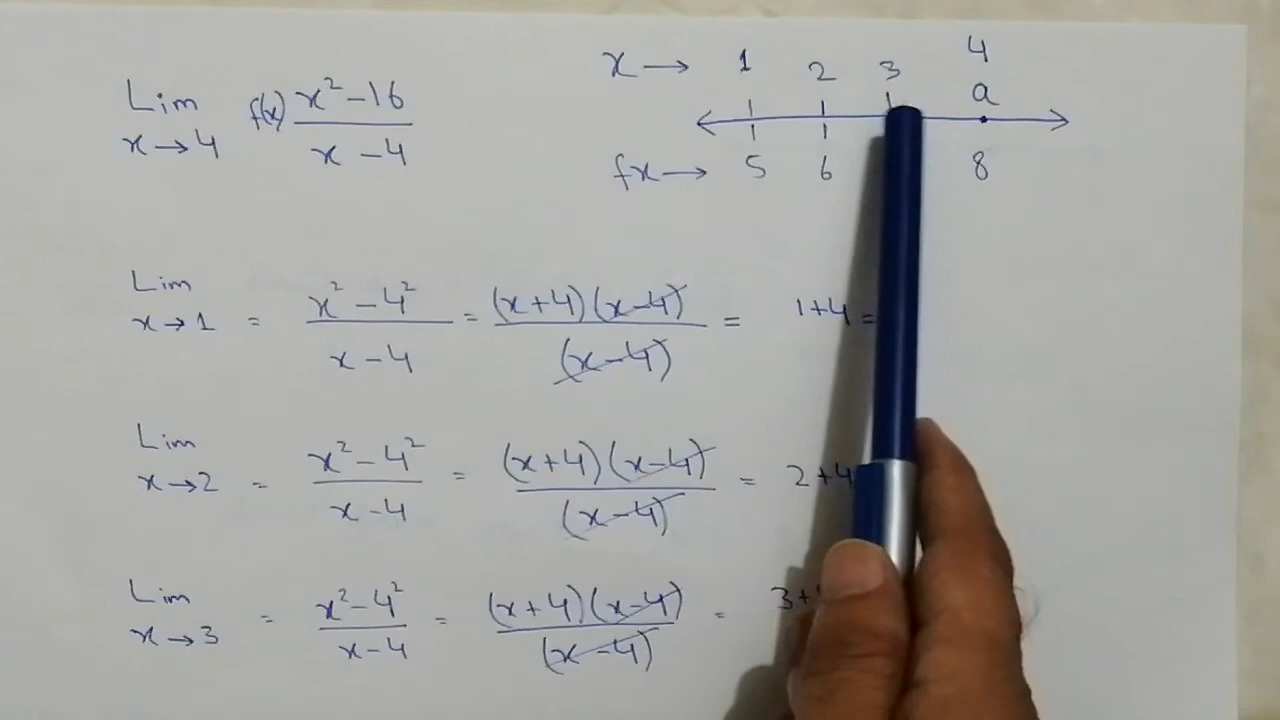 Lim x→4 f(x) x²-16 / x-4
x → 1 2 3 4
a
fx → 5 6 8
Lim x→1 = x²-4² / x-4 = (x+4)(x-4) / (x-4) = 1+4 =
Lim x→2 = x²-4² / x-4 = (x+4)(x-4) / (x-4) = 2+4
Lim x→3 = x²-4² / x-4 = (x+4)(x-4) / (x-4) = 3+